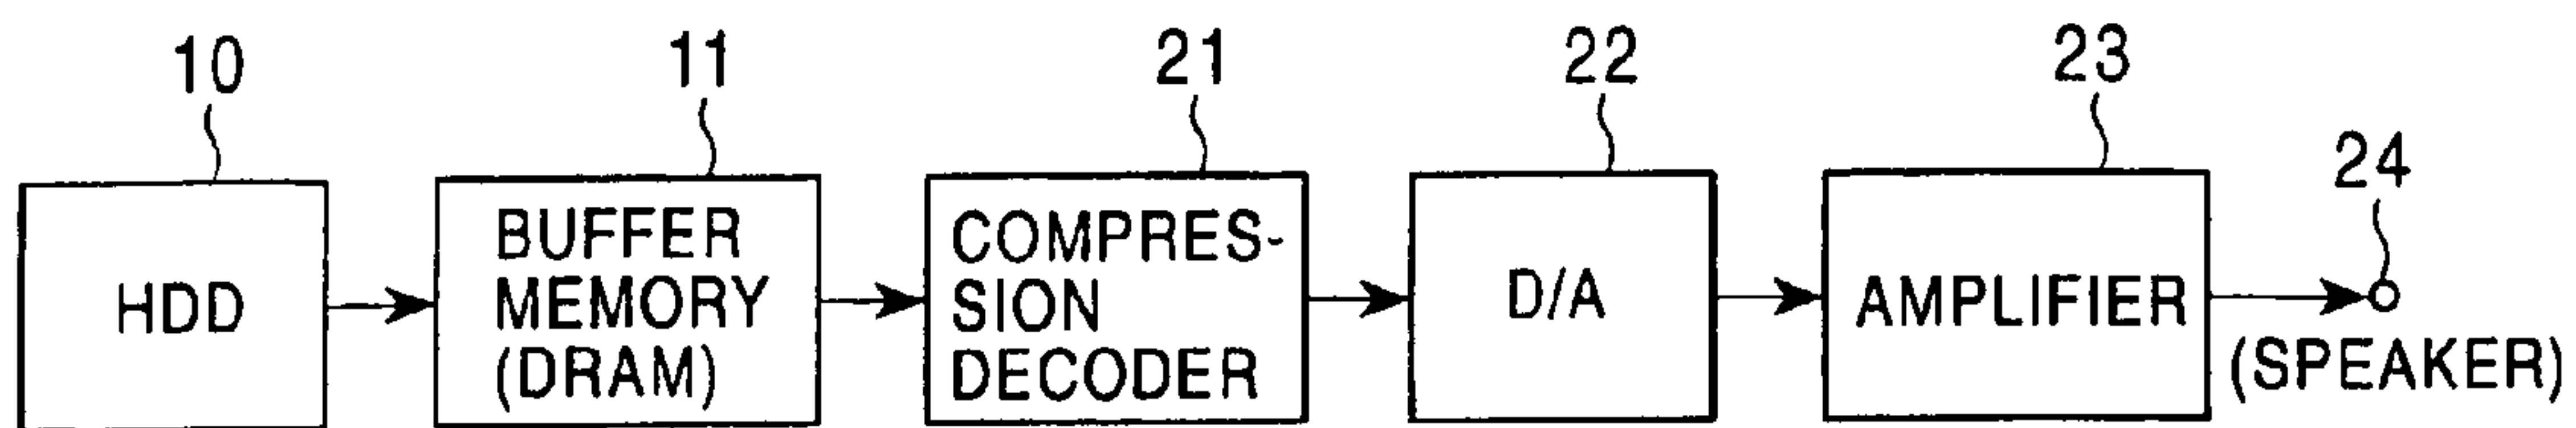 10
11
21
22
23
24
HDD
BUFFER
MEMORY
(DRAM)
COMPRES-
SION
DECODER
D/A
AMPLIFIER
(SPEAKER)